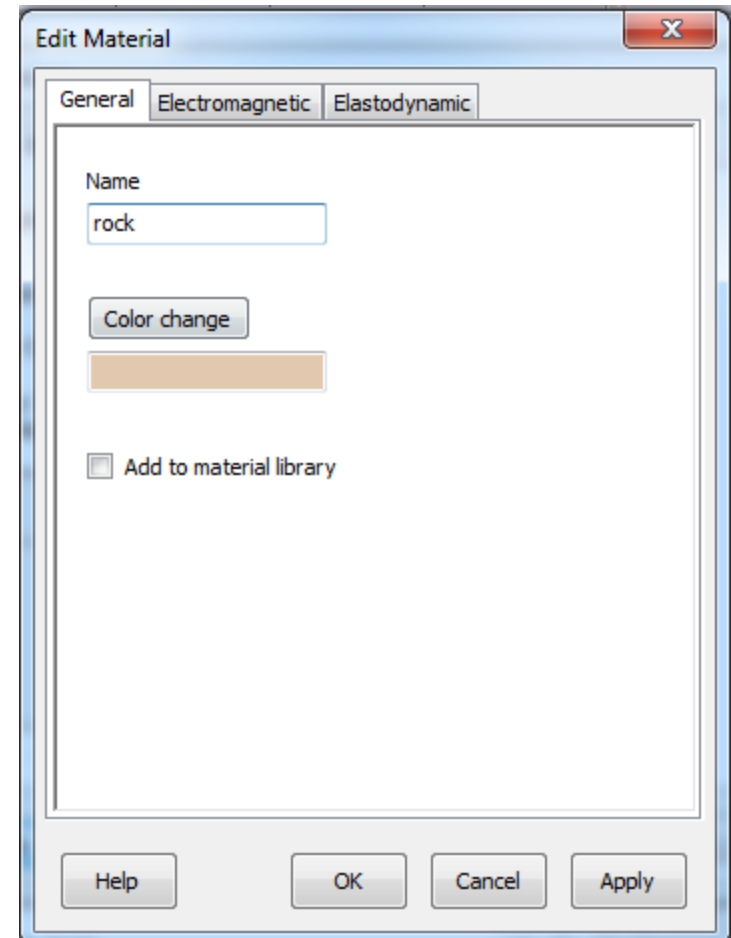 Edit Material
General Electromagnetic Elastodynamic
Name
rock
Color change
Add to material library
Help OK Cancel Apply